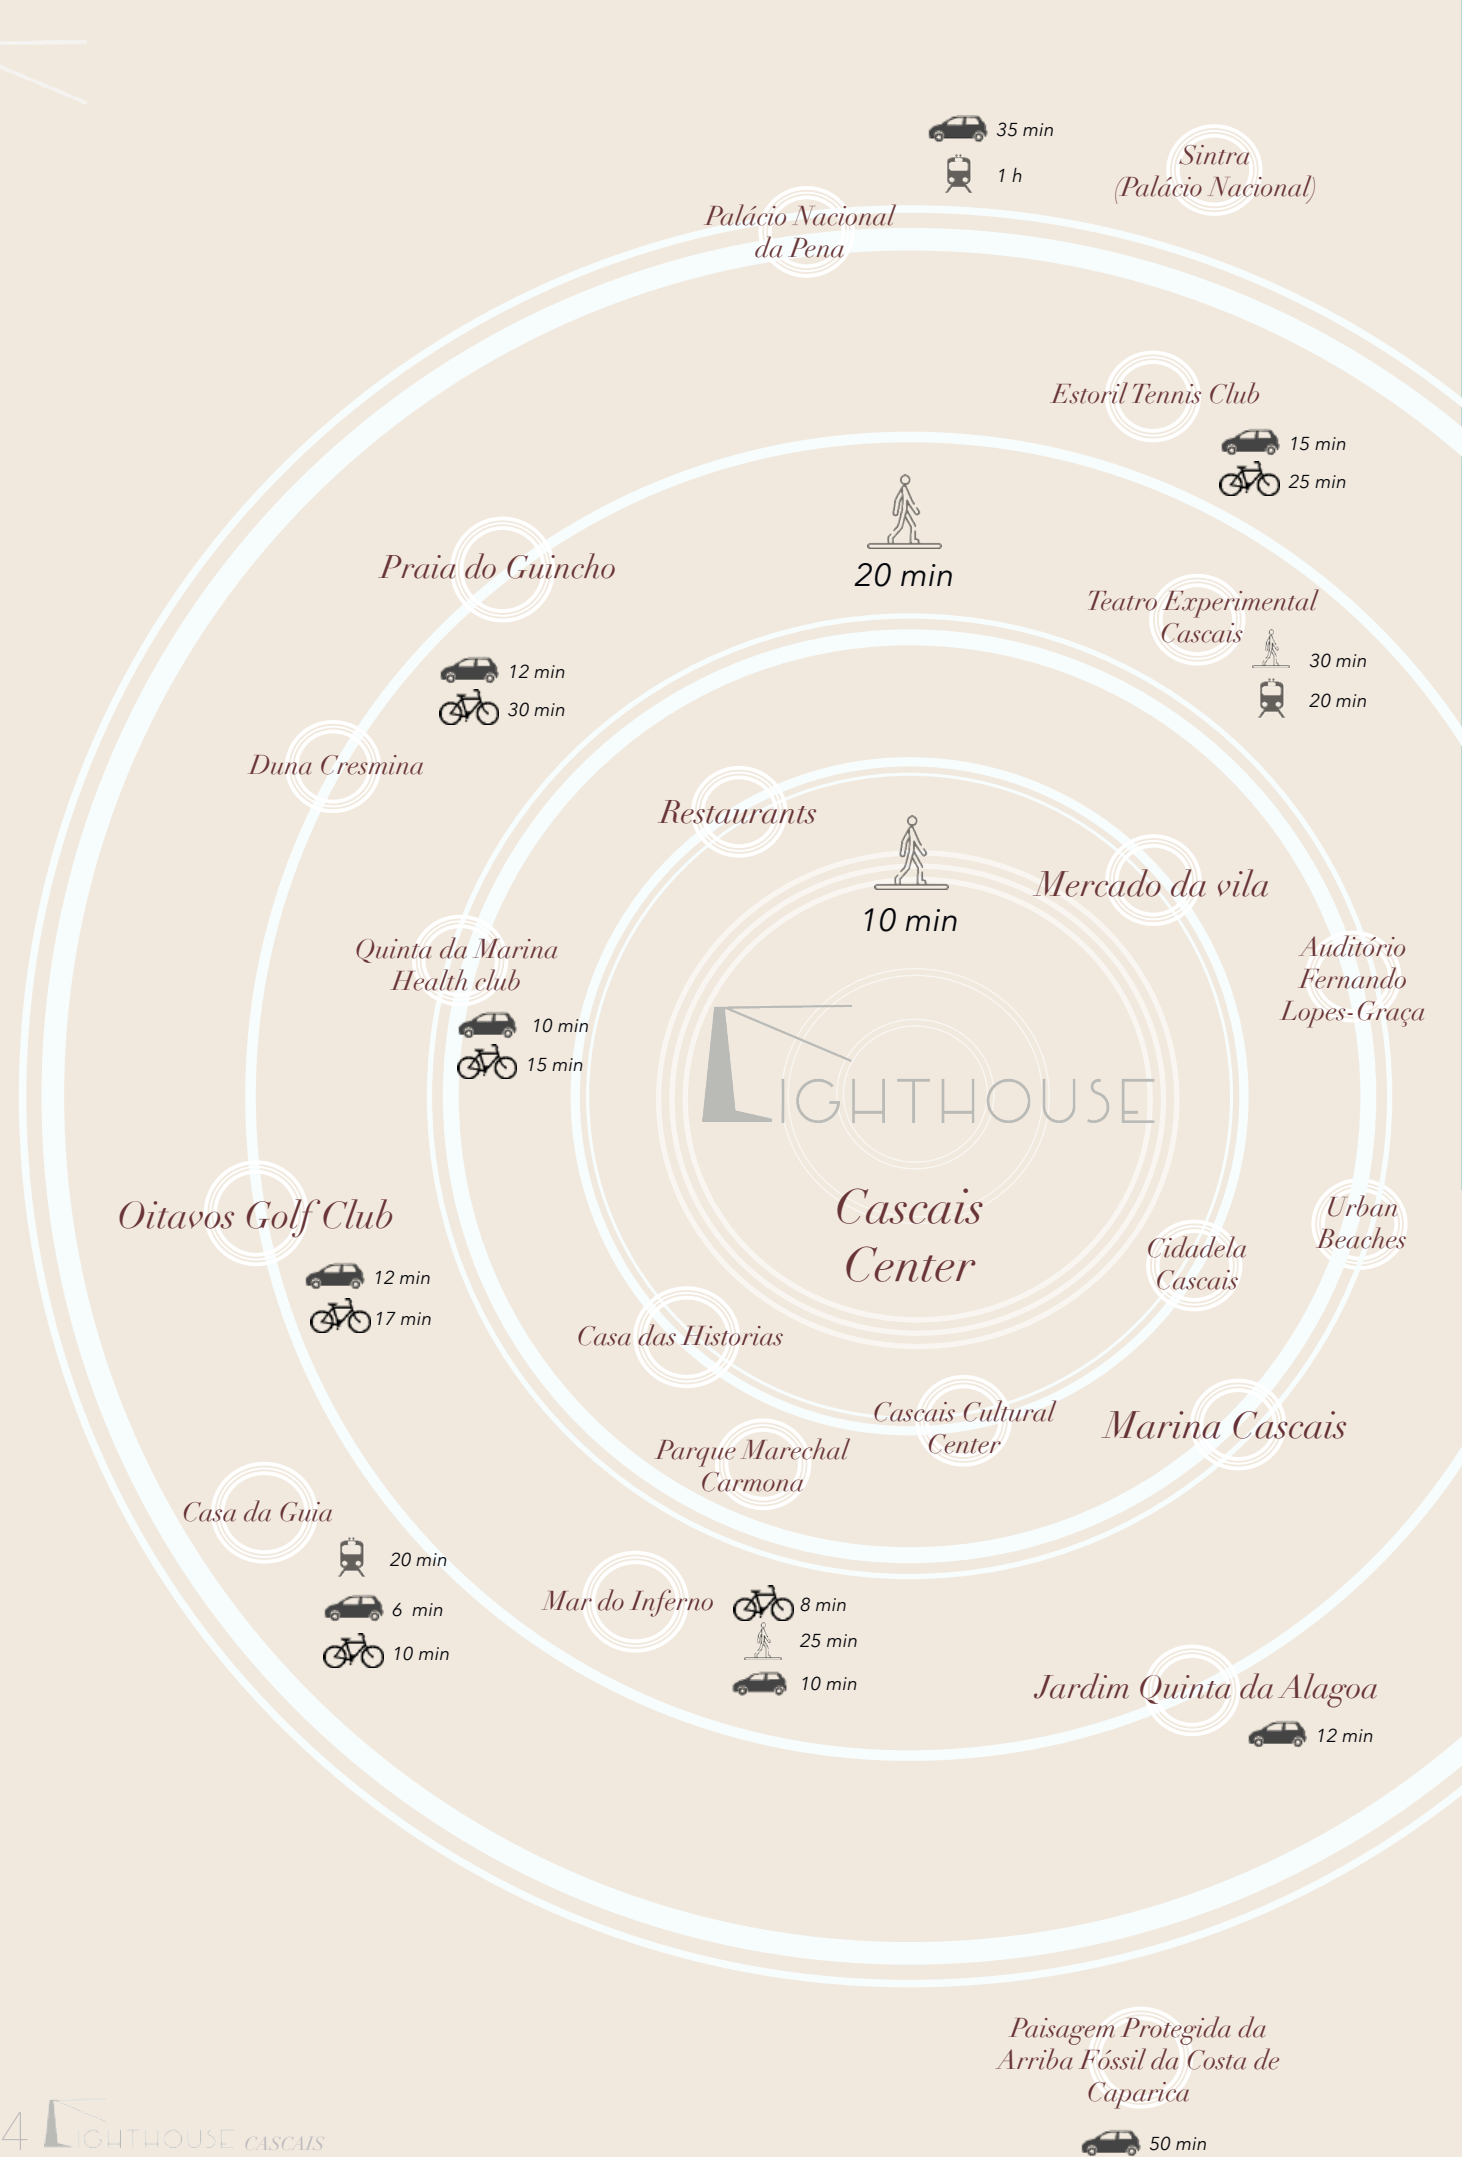 35 min
1 h
Sintra
(Palácio Nacional)
Palácio Nacional
da Pena
Estoril Tennis Club
15 min
25 min
20 min
Praia do Guincho
12 min
30 min
Teatro Experimental
Cascais
30 min
20 min
Duna Cresmina
Restaurants
10 min
Mercado da vila
Quinta da Marina
Health club
10 min
15 min
Auditório
Fernando
Lopes-Graça
LIGHTHOUSE
Cascais
Center
Oitavos Golf Club
12 min
17 min
Urban
Beaches
Cidadela
Cascais
Casa das Historias
Cascais Cultural
Center
Marina Cascais
Parque Marechal
Carmona
Casa da Guia
20 min
6 min
10 min
Mar do Inferno
8 min
25 min
10 min
Jardim Quinta da Alagoa
12 min
Paisagem Protegida da
Arriba Fóssil da Costa de
Caparica
50 min
4 LIGHTHOUSE CASCAIS